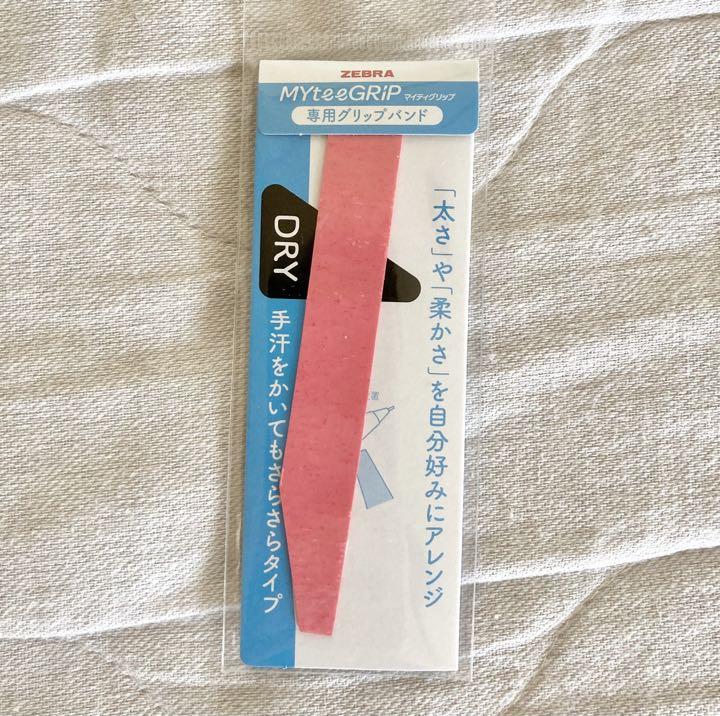 ZEBRA
MYteeGRiP マイティグリップ
専用グリップバンド
「太さ」や「柔かさ」を自分好みにアレンジ
DRY
手汗をかいてもさらさらタイプ